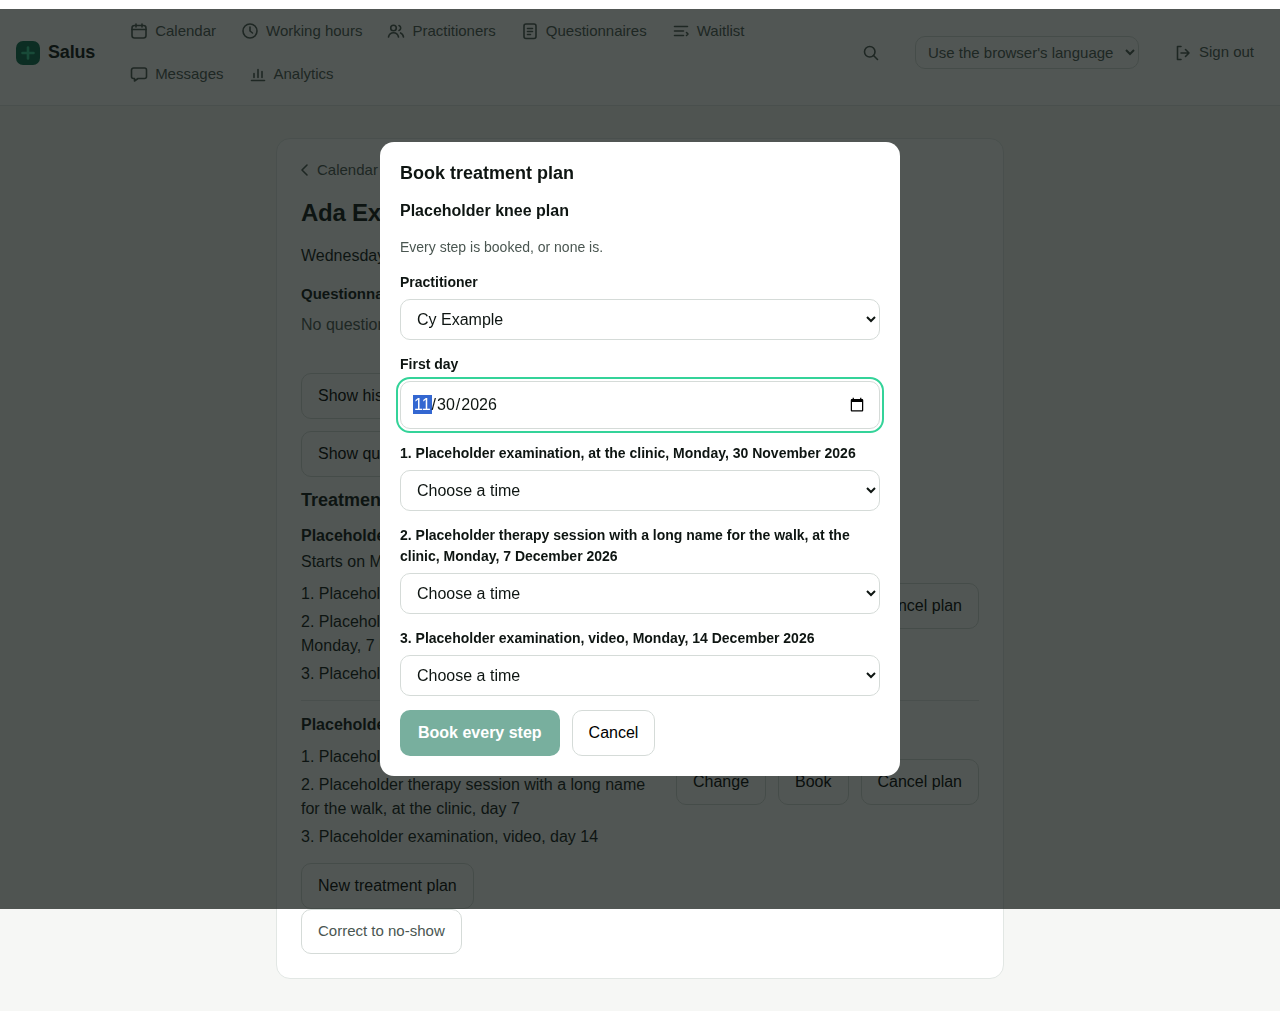 Salus
Calendar
Working hours
Practitioners
Questionnaires
Waitlist
Messages
Analytics
Use the browser's language
Sign out
Calendar
Ada Ex
Wednesday
Questionna
No question
Show his
Show qu
Treatmen
Placeholde
Starts on M
1. Placehol
2. Placehol
Monday, 7
3. Placehol
ncel plan
Placeholde
1. Placehol
2. Placeholder therapy session with a long name
for the walk, at the clinic, day 7
3. Placeholder examination, video, day 14
Change
Book
Cancel plan
New treatment plan
Correct to no-show
Book treatment plan
Placeholder knee plan
Every step is booked, or none is.
Practitioner
Cy Example
First day
11/30/2026
1. Placeholder examination, at the clinic, Monday, 30 November 2026
Choose a time
2. Placeholder therapy session with a long name for the walk, at the
clinic, Monday, 7 December 2026
Choose a time
3. Placeholder examination, video, Monday, 14 December 2026
Choose a time
Book every step
Cancel